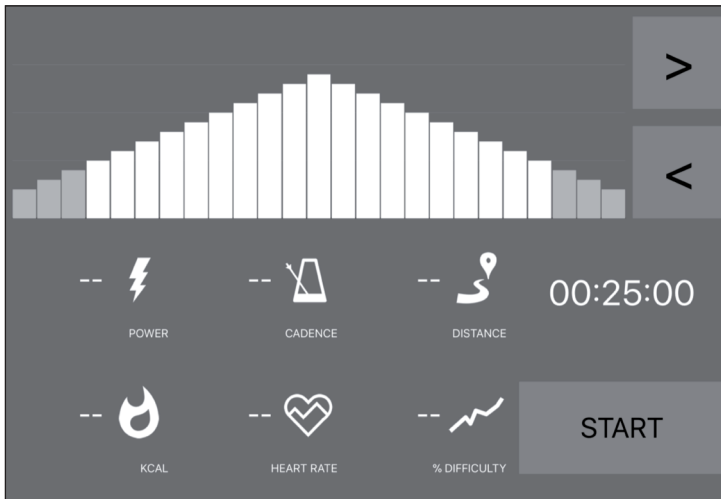 >
<
-- -- -- 00:25:00
POWER CADENCE DISTANCE
-- -- -- START
KCAL HEART RATE % DIFFICULTY